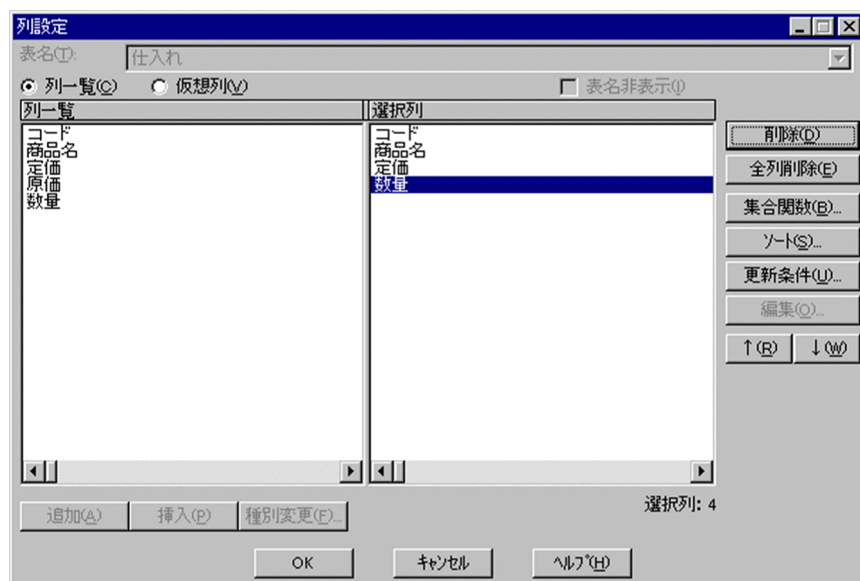 列設定
表名(T): 仕入れ
列一覧(C) 仮想列(V) 表名非表示(I)
列一覧 選択列
コード コード
商品名 商品名
定価 定価
原価 数量
数量
削除(D)
全列削除(E)
集合関数(B)...
ソート(S)...
更新条件(U)...
編集(O)...
↑(R) ↓(W)
選択列: 4
追加(A) 挿入(P) 種別変更(F)...
OK キャンセル ヘルプ(H)